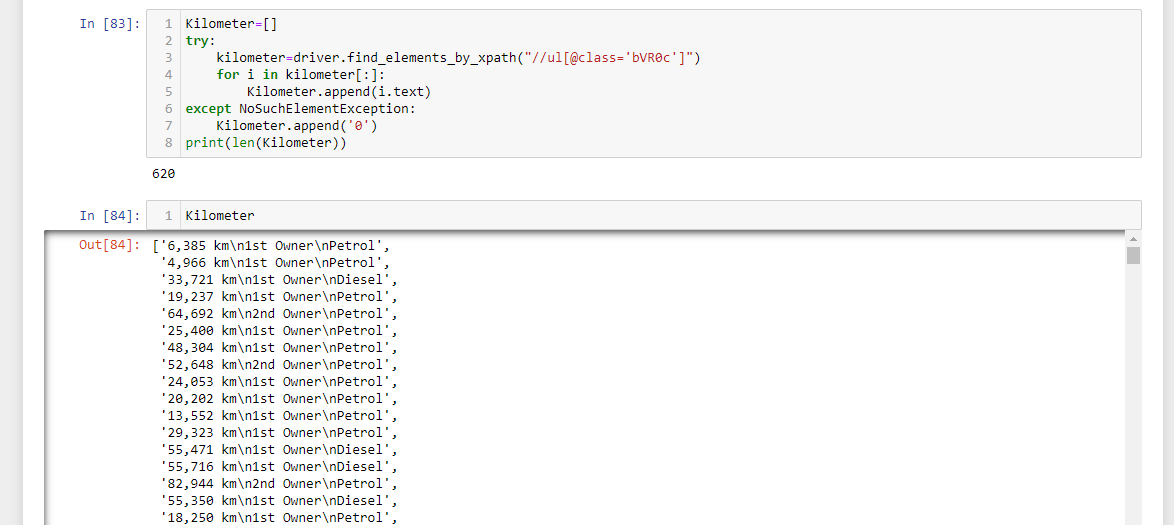 In [83]:
1 Kilometer=[]
2 try:
3     kilometer=driver.find_elements_by_xpath("//ul[@class='bVR0c']")
4     for i in kilometer[:]:
5         Kilometer.append(i.text)
6 except NoSuchElementException:
7     Kilometer.append('0')
8 print(len(Kilometer))
620
In [84]:
1 Kilometer
Out[84]: ['6,385 km\n1st Owner\nPetrol',
'4,966 km\n1st Owner\nPetrol',
'33,721 km\n1st Owner\nDiesel',
'19,237 km\n1st Owner\nPetrol',
'64,692 km\n2nd Owner\nPetrol',
'25,400 km\n1st Owner\nPetrol',
'48,304 km\n1st Owner\nPetrol',
'52,648 km\n2nd Owner\nPetrol',
'24,053 km\n1st Owner\nPetrol',
'20,202 km\n1st Owner\nPetrol',
'13,552 km\n1st Owner\nPetrol',
'29,323 km\n1st Owner\nPetrol',
'55,471 km\n1st Owner\nDiesel',
'55,716 km\n1st Owner\nDiesel',
'82,944 km\n2nd Owner\nPetrol',
'55,350 km\n1st Owner\nDiesel',
'18,250 km\n1st Owner\nPetrol',